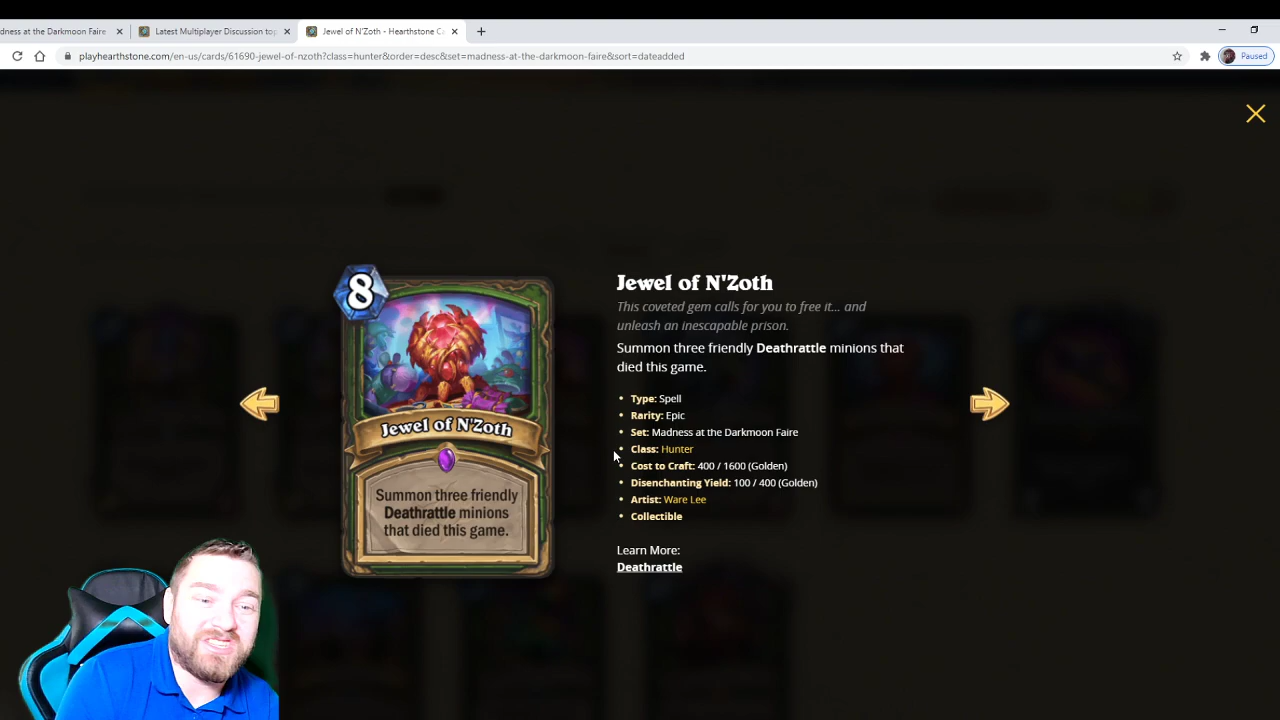 dness at the Darkmoon Faire
Latest Multiplayer Discussion top
Jewel of N'Zoth - Hearthstone Ca
playhearthstone.com/en-us/cards/61690-jewel-of-nzoth?class=hunter&order=desc&set=madness-at-the-darkmoon-faire&sort=dateadded
Paused
8
Jewel of N'Zoth
Summon three friendly
Deathrattle minions
that died this game.
Jewel of N'Zoth
This coveted gem calls for you to free it... and
unleash an inescapable prison.
Summon three friendly Deathrattle minions that
died this game.
Type: Spell
Rarity: Epic
Set: Madness at the Darkmoon Faire
Class: Hunter
Cost to Craft: 400 / 1600 (Golden)
Disenchanting Yield: 100 / 400 (Golden)
Artist: Ware Lee
Collectible
Learn More:
Deathrattle